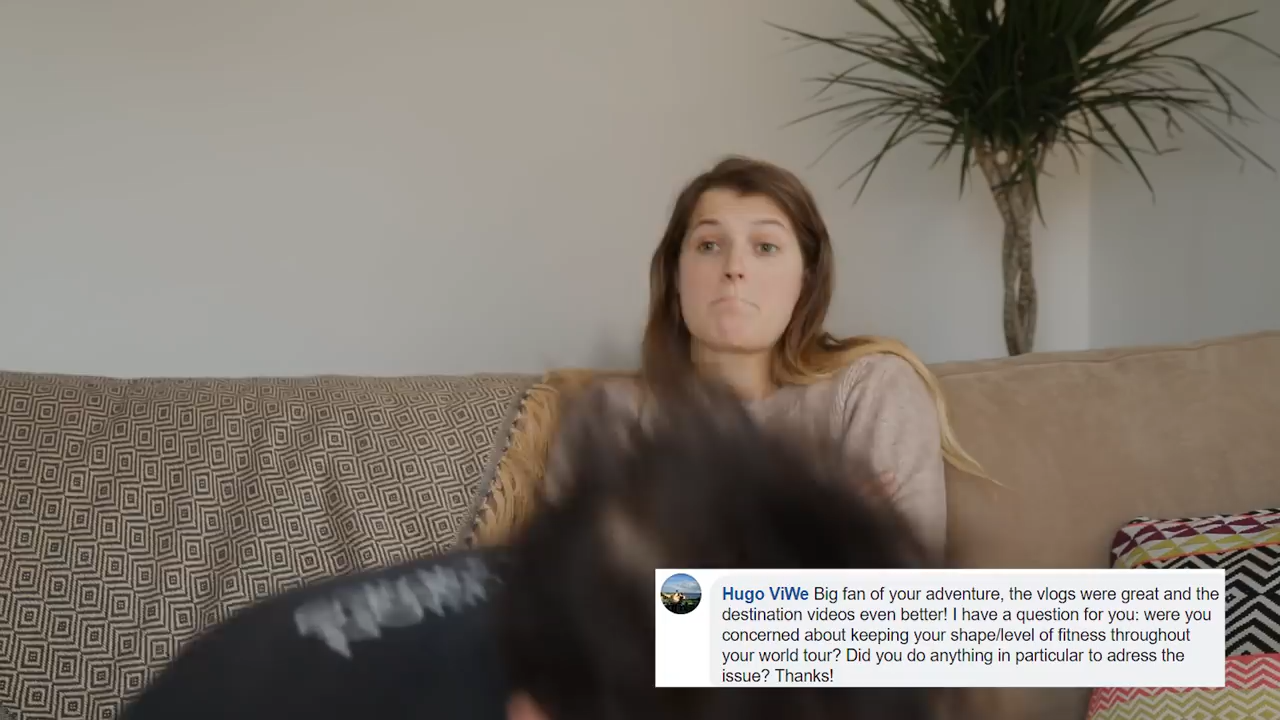 Hugo ViWe Big fan of your adventure, the vlogs were great and the
destination videos even better! I have a question for you: were you
concerned about keeping your shape/level of fitness throughout
your world tour? Did you do anything in particular to adress the
issue? Thanks!